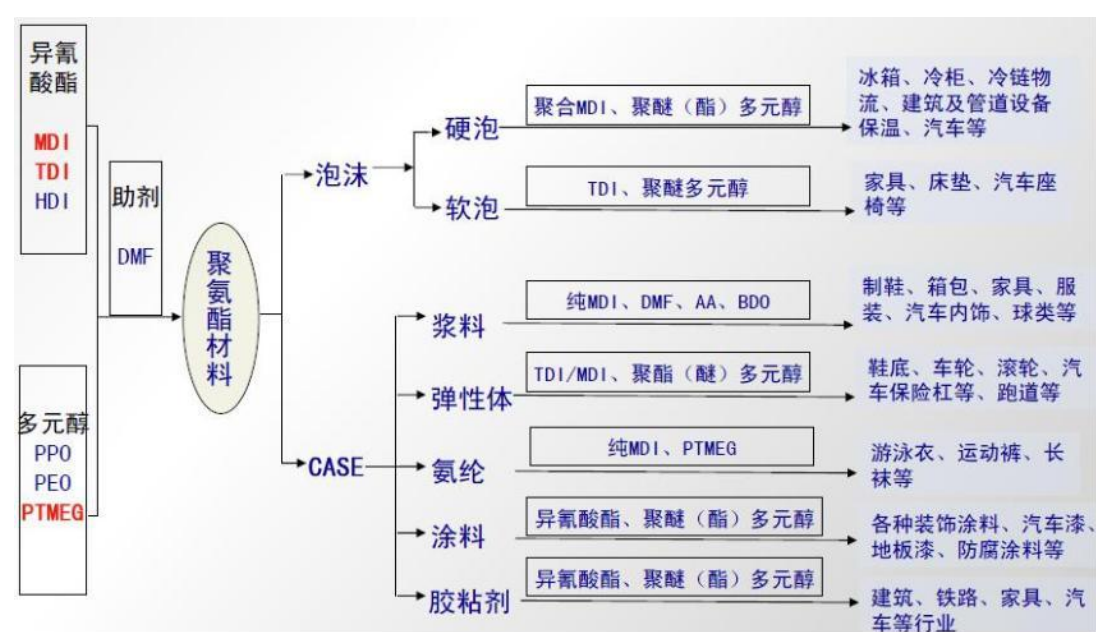 异氰
酸酯
MDI
TDI
HDI
助剂
DMF
多元醇
PPO
PEO
PTMEG
聚氨酯材料
泡沫
硬泡
聚合MDI、聚醚（酯）多元醇
冰箱、冷柜、冷链物
流、建筑及管道设备
保温、汽车等
软泡
TDI、聚醚多元醇
家具、床垫、汽车座
椅等
CASE
浆料
纯MDI、DMF、AA、BDO
制鞋、箱包、家具、服
装、汽车内饰、球类等
弹性体
TDI/MDI、聚酯（醚）多元醇
鞋底、车轮、滚轮、汽
车保险杠等、跑道等
氨纶
纯MDI、PTMEG
游泳衣、运动裤、长
袜等
涂料
异氰酸酯、聚醚（酯）多元醇
各种装饰涂料、汽车漆、
地板漆、防腐涂料等
胶粘剂
异氰酸酯、聚醚（酯）多元醇
建筑、铁路、家具、汽
车等行业